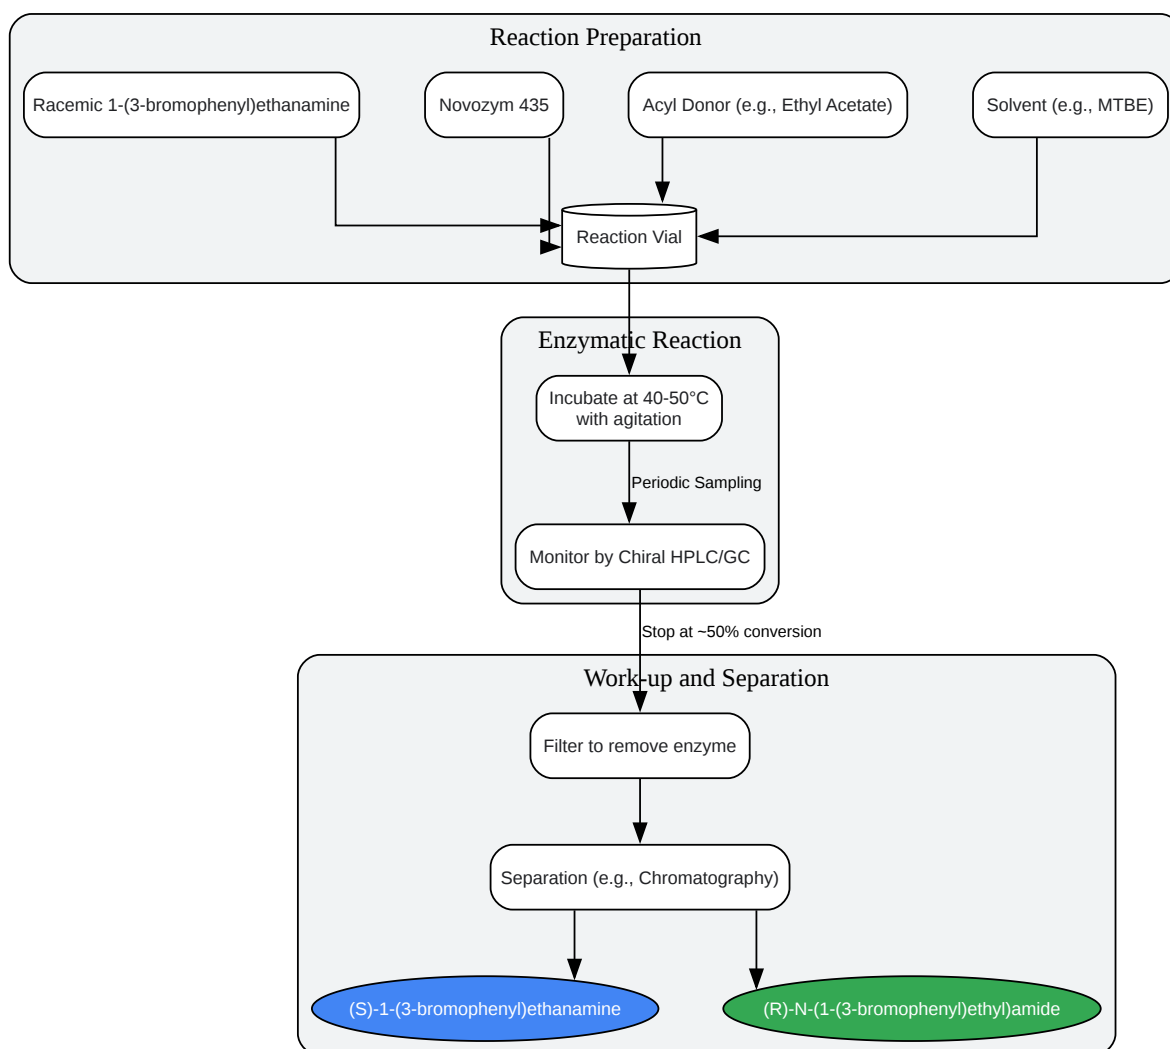 Reaction Preparation
Racemic 1-(3-bromophenyl)ethanamine
Novozym 435
Acyl Donor (e.g., Ethyl Acetate)
Solvent (e.g., MTBE)
Reaction Vial
Enzymatic Reaction
Incubate at 40-50°C
with agitation
Periodic Sampling
Monitor by Chiral HPLC/GC
Stop at ~50% conversion
Work-up and Separation
Filter to remove enzyme
Separation (e.g., Chromatography)
(S)-1-(3-bromophenyl)ethanamine
(R)-N-(1-(3-bromophenyl)ethyl)amide